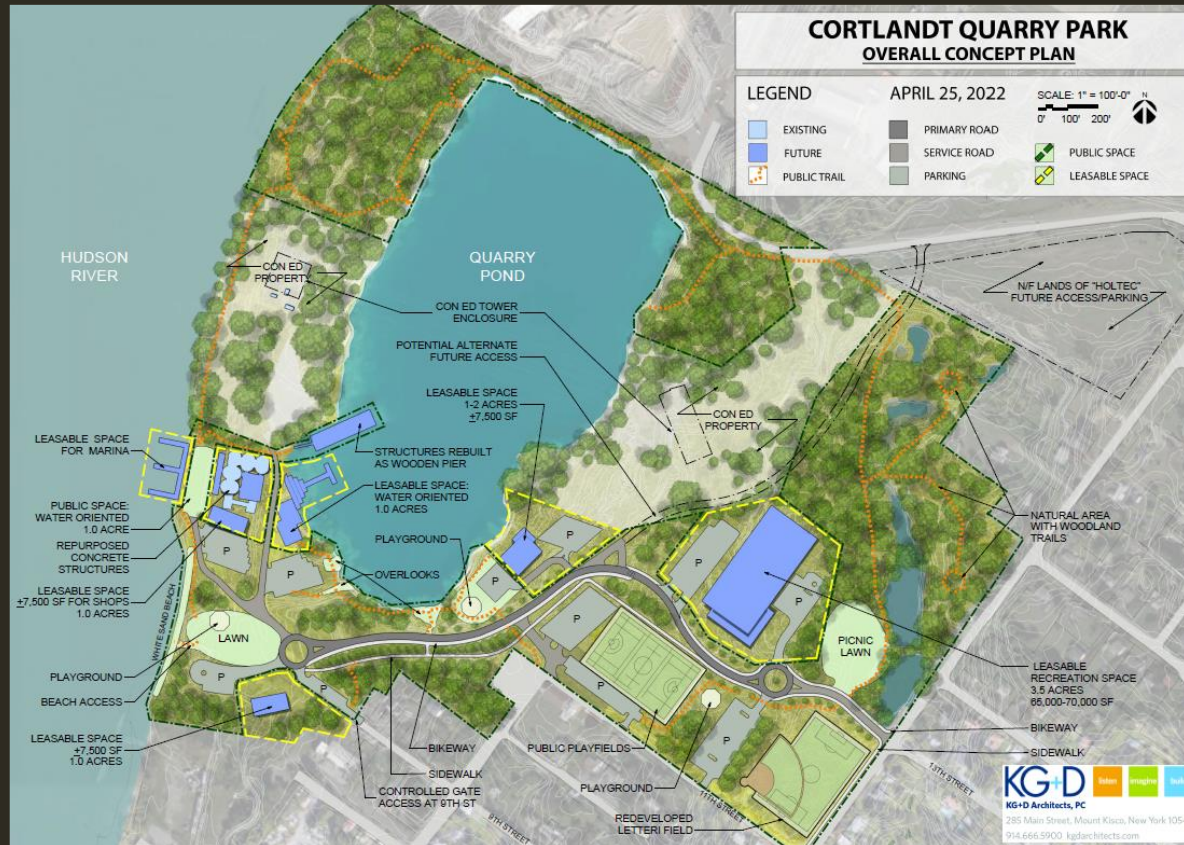 CORTLANDT QUARRY PARK
OVERALL CONCEPT PLAN
LEGEND
APRIL 25, 2022
SCALE: 1" = 100'-0"
N
0' 100' 200'
EXISTING
FUTURE
PUBLIC TRAIL
PRIMARY ROAD
SERVICE ROAD
PARKING
PUBLIC SPACE
LEASABLE SPACE
HUDSON
RIVER
QUARRY
POND
CON ED
PROPERTY
CON ED TOWER
ENCLOSURE
POTENTIAL ALTERNATE
FUTURE ACCESS
LEASABLE SPACE
1-2 ACRES
±7,500 SF
CON ED
PROPERTY
N/F LANDS OF "HOLTEC"
FUTURE ACCESS/PARKING
LEASABLE SPACE
FOR MARINA
STRUCTURES REBUILT
AS WOODEN PIER
LEASABLE SPACE:
WATER ORIENTED
1.0 ACRES
PUBLIC SPACE:
WATER ORIENTED
1.0 ACRE
REPURPOSED
CONCRETE
STRUCTURES
LEASABLE SPACE
±7,500 SF FOR SHOPS
1.0 ACRES
PLAYGROUND
OVERLOOKS
NATURAL AREA
WITH WOODLAND
TRAILS
WHITE SAND BEACH
LAWN
P
P
P
P
P
P
P
P
P
P
PICNIC
LAWN
PLAYGROUND
BEACH ACCESS
LEASABLE SPACE
±7,500 SF
1.0 ACRES
LEASABLE
RECREATION SPACE
3.5 ACRES
65,000-70,000 SF
BIKEWAY
SIDEWALK
BIKEWAY
SIDEWALK
CONTROLLED GATE
ACCESS AT 9TH ST
PUBLIC PLAYFIELDS
PLAYGROUND
REDEVELOPED
LETTERI FIELD
9TH STREET
11TH STREET
13TH STREET
KG+D
KG+D Architects, PC
listen
imagine
285 Main Street, Mount Kisco, New York
914.666.5900 kgdarchitects.com